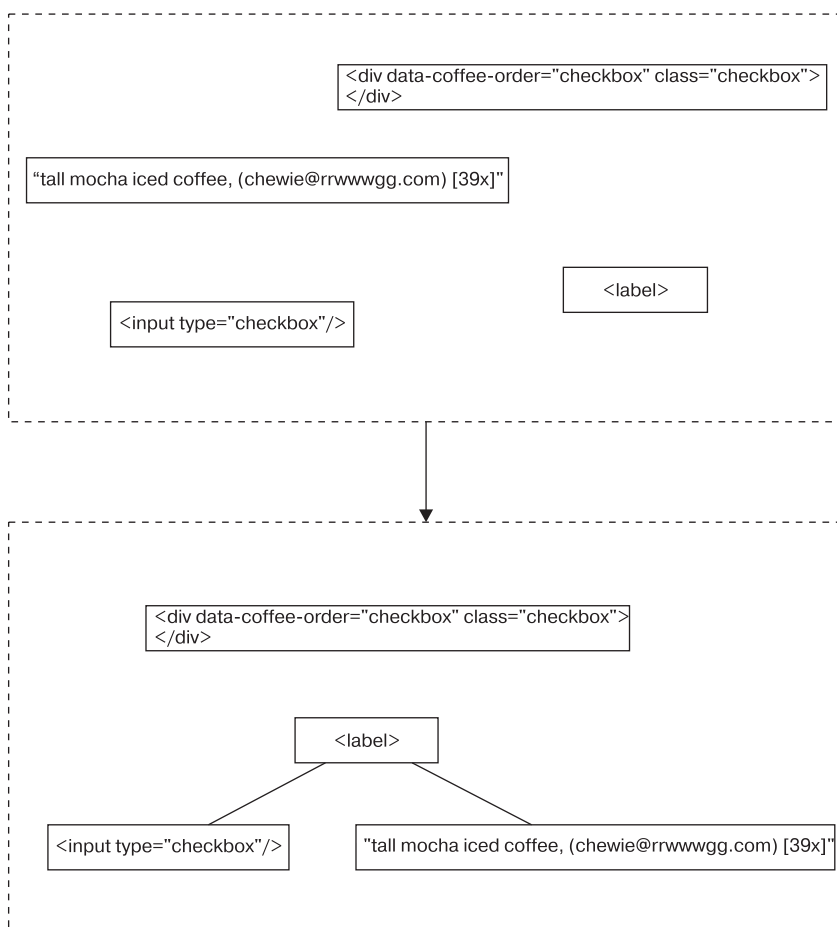 <div data-coffee-order="checkbox" class="checkbox">
</div>
“tall mocha iced coffee, (chewie@rrwwwgg.com) [39x]"
<label>
<input type="checkbox"/>
<div data-coffee-order="checkbox" class="checkbox">
</div>
<label>
<input type="checkbox"/>
"tall mocha iced coffee, (chewie@rrwwwgg.com) [39x]"